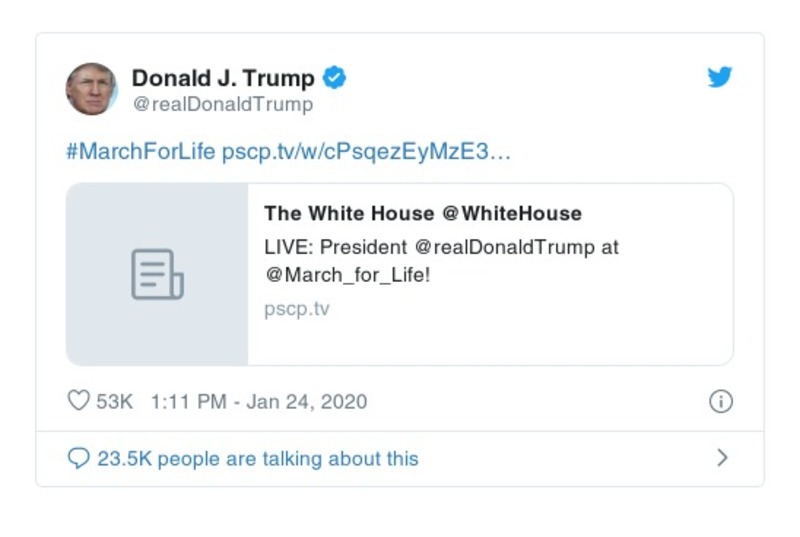 Donald J. Trump
@realDonaldTrump
#MarchForLife pscp.tv/w/cPsqezEyMzE3…
The White House @WhiteHouse
LIVE: President @realDonaldTrump at
@March_for_Life!
pscp.tv
53K 1:11 PM - Jan 24, 2020
23.5K people are talking about this